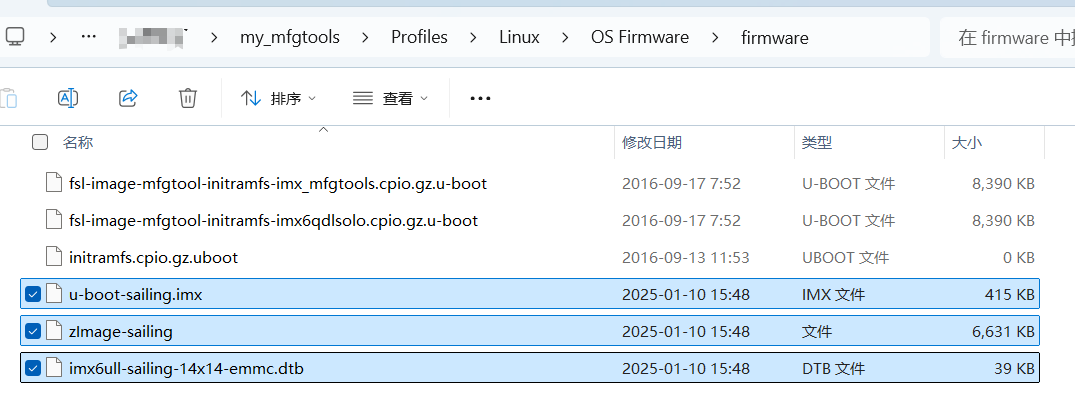 ··· my_mfgtools Profiles Linux OS Firmware firmware 在 firmware 中
排序 查看 ···
名称 修改日期 类型 大小
fsl-image-mfgtool-initramfs-imx_mfgtools.cpio.gz.u-boot 2016-09-17 7:52 U-BOOT 文件 8,390 KB
fsl-image-mfgtool-initramfs-imx6qdlsolo.cpio.gz.u-boot 2016-09-17 7:52 U-BOOT 文件 8,390 KB
initramfs.cpio.gz.uboot 2016-09-13 11:53 UBOOT 文件 0 KB
u-boot-sailing.imx 2025-01-10 15:48 IMX 文件 415 KB
zImage-sailing 2025-01-10 15:48 文件 6,631 KB
imx6ull-sailing-14x14-emmc.dtb 2025-01-10 15:48 DTB 文件 39 KB